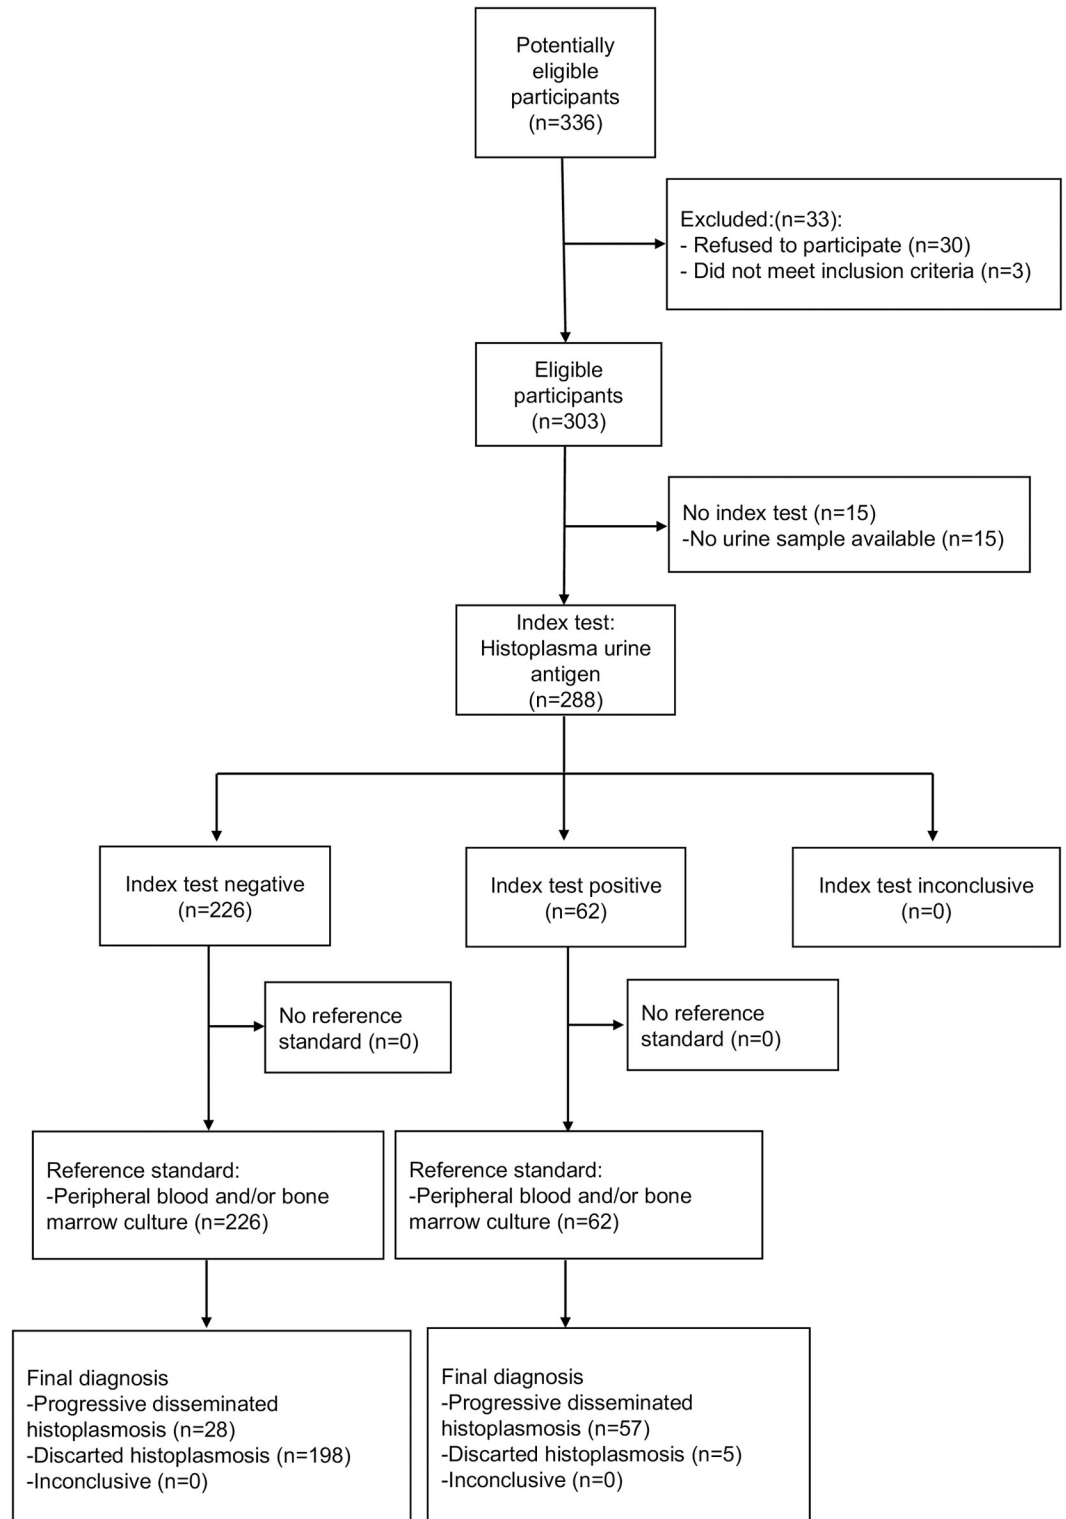 Potentially
eligible
participants
(n=336)
Excluded:(n=33):
- Refused to participate (n=30)
- Did not meet inclusion criteria (n=3)
Eligible
participants
(n=303)
No index test (n=15)
-No urine sample available (n=15)
Index test:
Histoplasma urine
antigen
(n=288)
Index test negative
(n=226)
Index test positive
(n=62)
Index test inconclusive
(n=0)
No reference
standard (n=0)
No reference
standard (n=0)
Reference standard:
-Peripheral blood and/or bone
marrow culture (n=226)
Reference standard:
-Peripheral blood and/or bone
marrow culture (n=62)
Final diagnosis
-Progressive disseminated
histoplasmosis (n=28)
-Discarted histoplasmosis (n=198)
-Inconclusive (n=0)
Final diagnosis
-Progressive disseminated
histoplasmosis (n=57)
-Discarted histoplasmosis (n=5)
-Inconclusive (n=0)